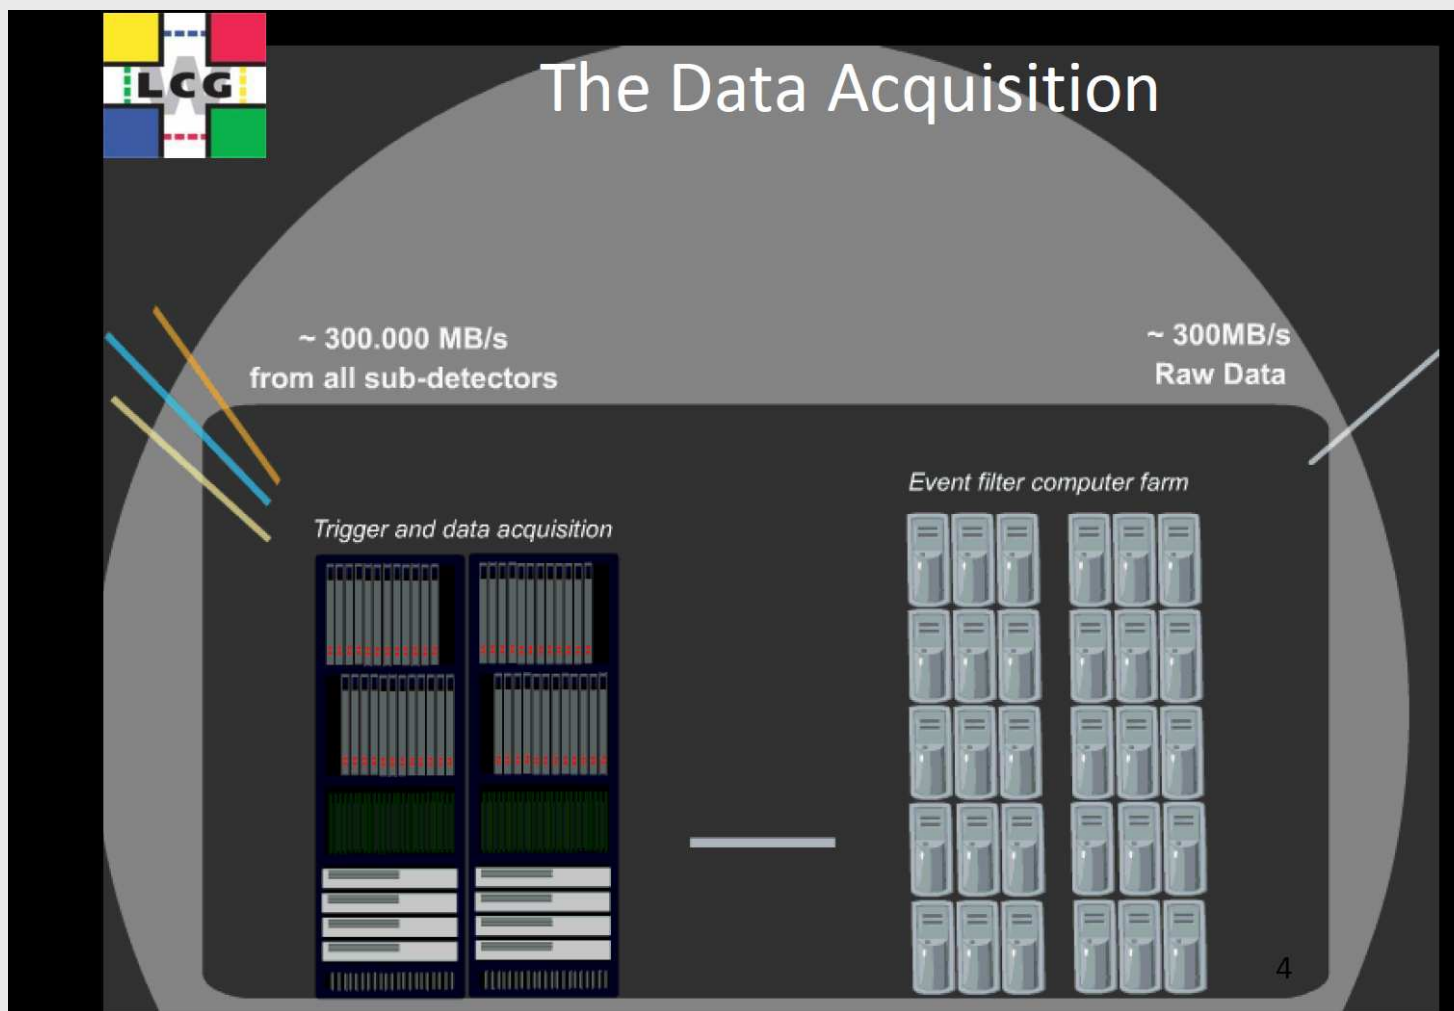 LCG
The Data Acquisition
~ 300.000 MB/s
from all sub-detectors
~ 300MB/s
Raw Data
Event filter computer farm
Trigger and data acquisition
4